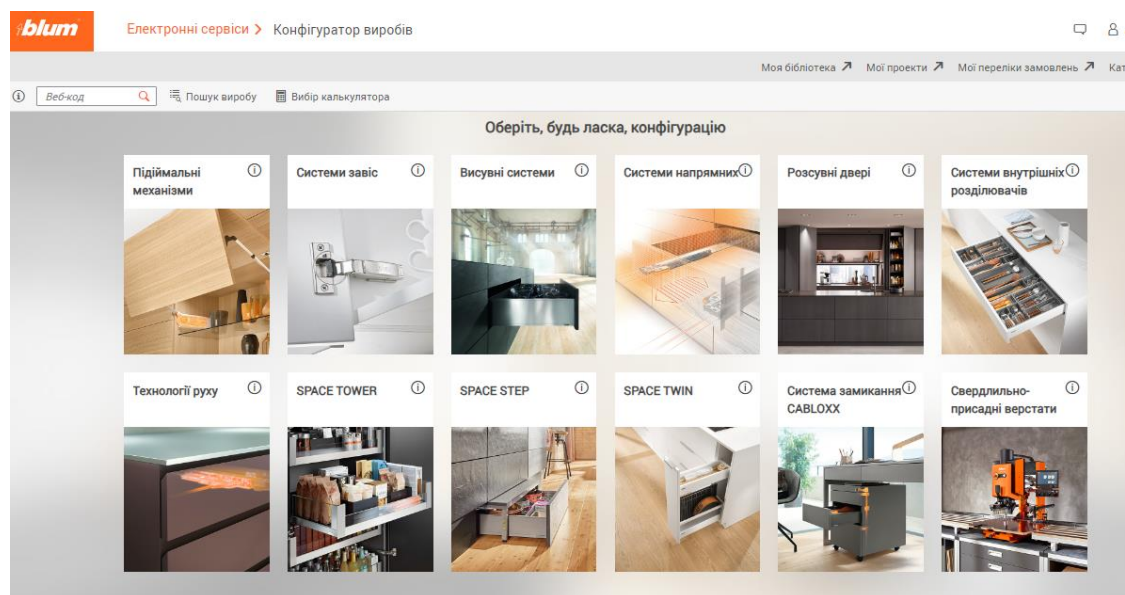 blum
Електронні сервіси > Конфігуратор виробів
Моя бібліотека Мої проекти Мої переліки замовлень Кат
Веб-код Пошук виробу Вибір калькулятора
Оберіть, будь ласка, конфігурацію
Підіймальні механізми
Системи завіс
Висувні системи
Системи напрямних
Розсувні двері
Системи внутрішніх
розділювачів
Технології руху
SPACE TOWER
SPACE STEP
SPACE TWIN
Система замикання
CABLOXX
Свердлильно-
присадні верстати